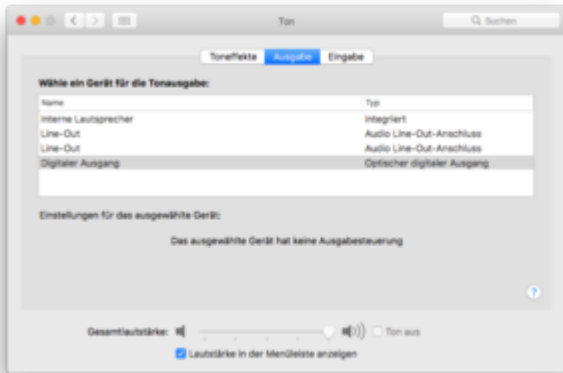 Ton
Suchen
Toneffekte Ausgabe Eingabe
Wähle ein Gerät für die Tonausgabe:
Name Typ
Interne Lautsprecher Integriert
Line-Out Audio Line-Out-Anschluss
Line-Out Audio Line-Out-Anschluss
Digitaler Ausgang Optischer digitaler Ausgang
Einstellungen für das ausgewählte Gerät:
Das ausgewählte Gerät hat keine Ausgabesteuerung
?
Gesamtlautstärke: Ton aus
Lautstärke in der Menüleiste anzeigen